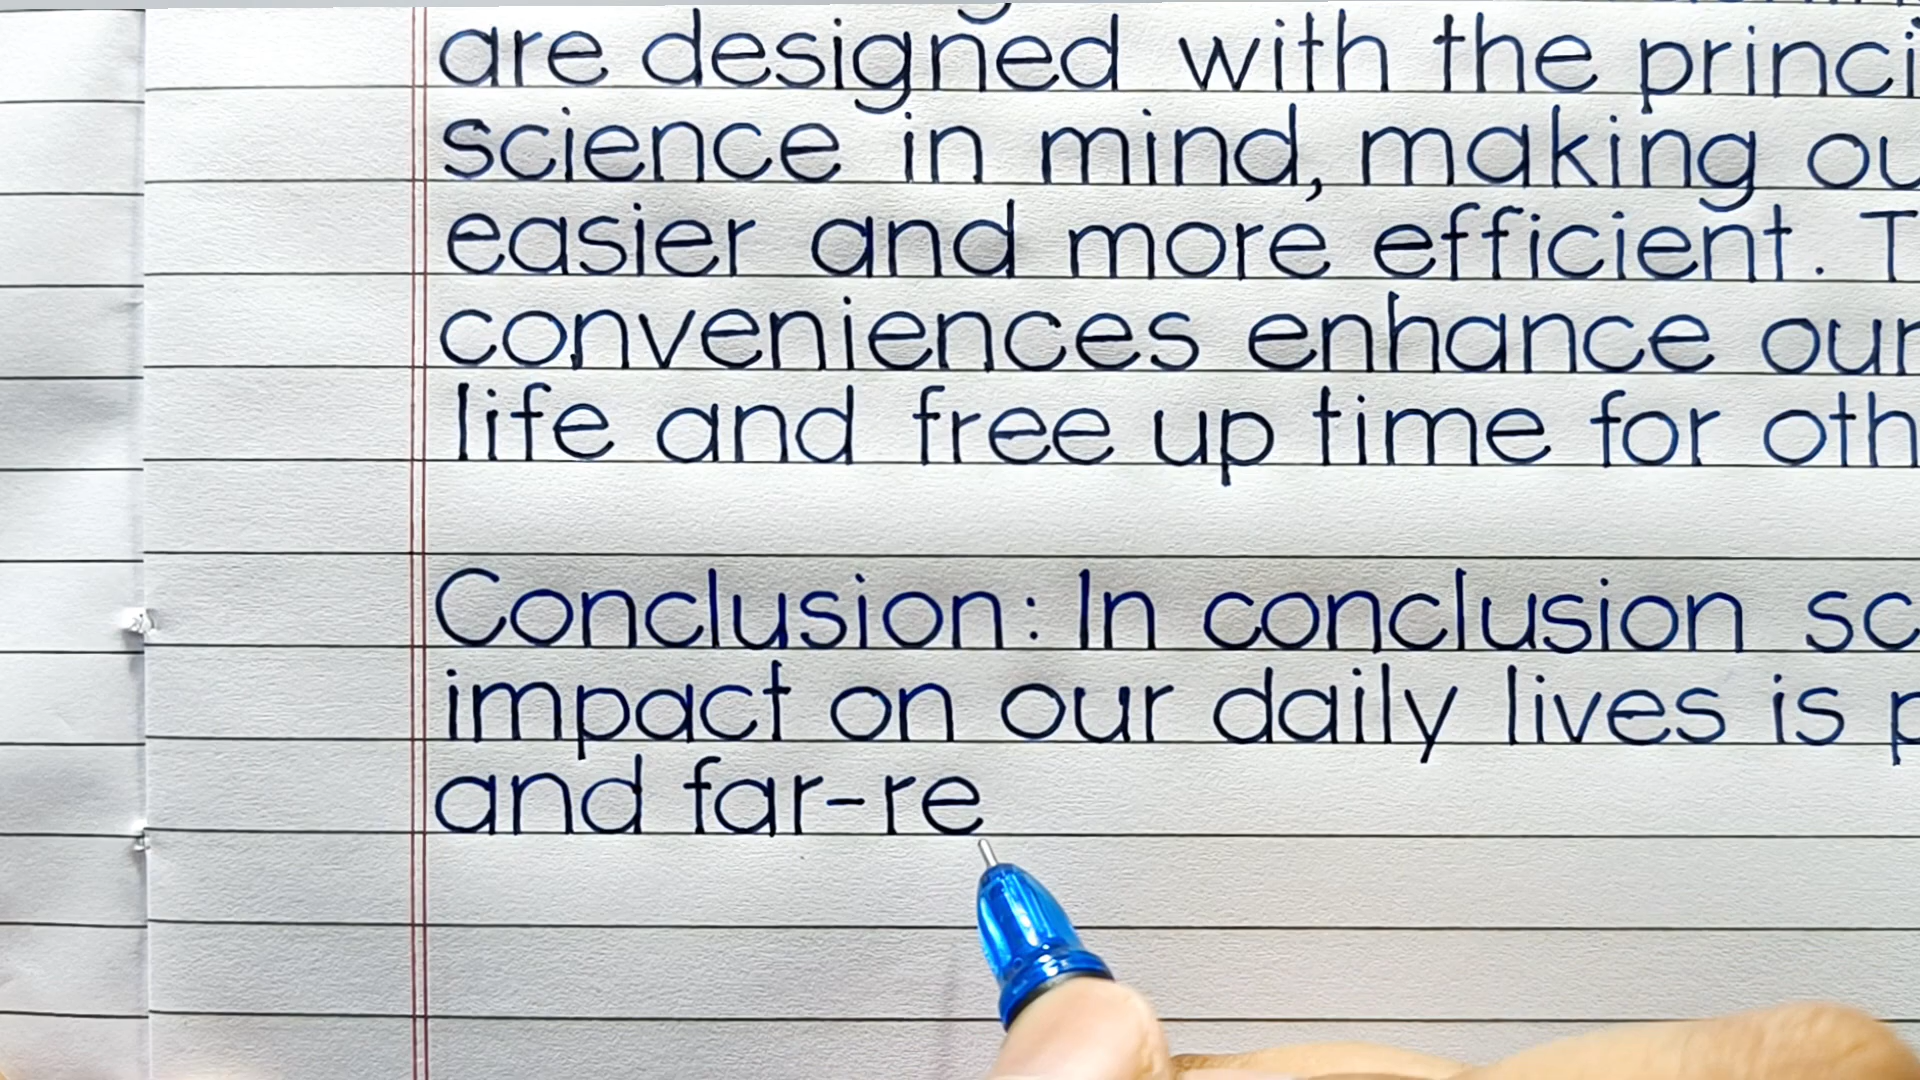 are designed with the princi
science in mind, making ou
easier and more efficient. T
conveniences enhance our
life and free up time for oth
Conclusion: In conclusion sc
impact on our daily lives is p
and far-re